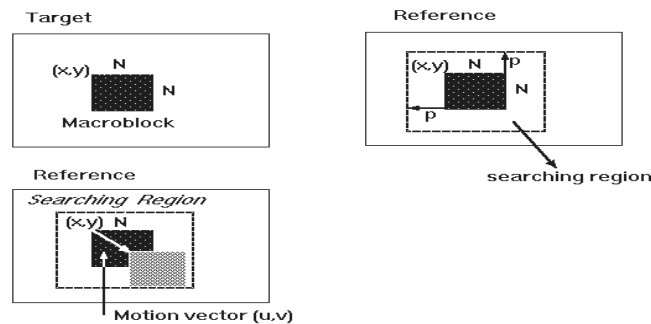 Target
(x,y) N
N
Macroblock
Reference
(x,y) N p
N
p
searching region
Reference
Searching Region
(x,y) N
Motion vector (u,v)